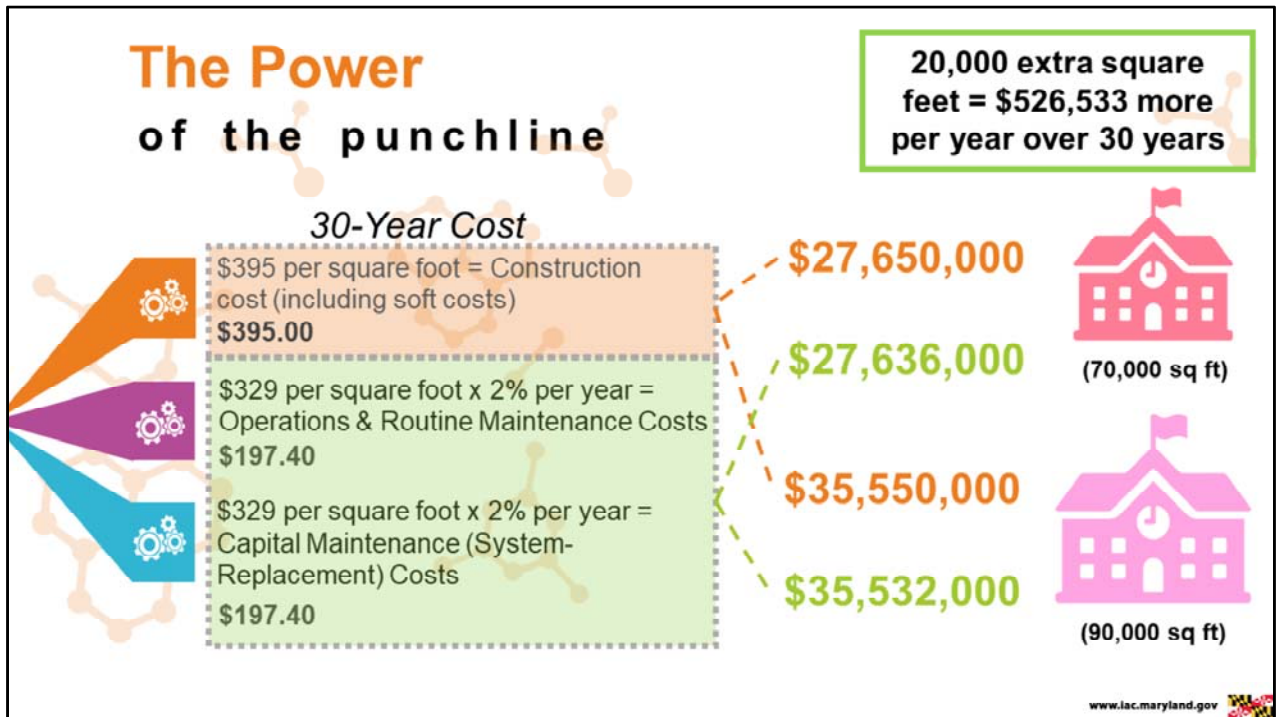 The Power
of the punchline
20,000 extra square
feet = $526,533 more
per year over 30 years
30-Year Cost
$395 per square foot = Construction
cost (including soft costs)
$395.00
$329 per square foot x 2% per year =
Operations & Routine Maintenance Costs
$197.40
$329 per square foot x 2% per year =
Capital Maintenance (System-
Replacement) Costs
$197.40
$27,650,000
$27,636,000
(70,000 sq ft)
$35,550,000
$35,532,000
(90,000 sq ft)
www.iac.maryland.gov